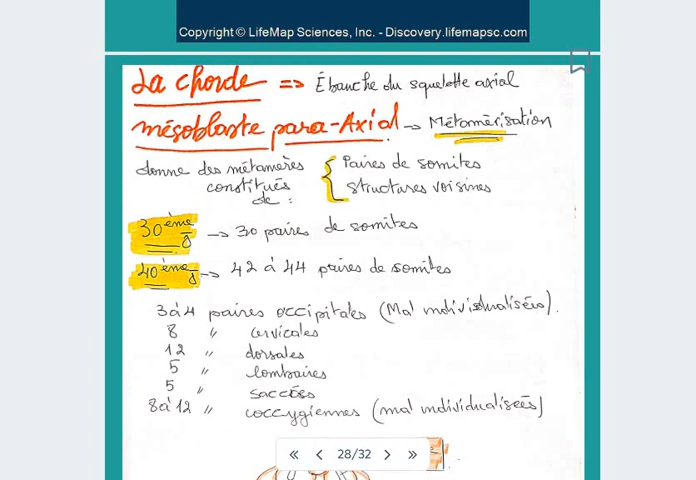 Copyright © LifeMap Sciences, Inc. - Discovery.lifemapsc.com
La chorde => Ébauche du squelette axial
mésoblaste para-Axial -> Métamérisation
donne des métamères constitués de :
{ Paires de somites
structures voisines
30ème j -> 30 paires de somites
40ème j -> 42 à 44 paires de somites
3 à 4 paires occipitales (Mal individualisées).
8 " cervicales
12 " dorsales
5 " lombaires
5 " sacrées
8 à 12 " coccygiennes (mal individualisées)
28/32